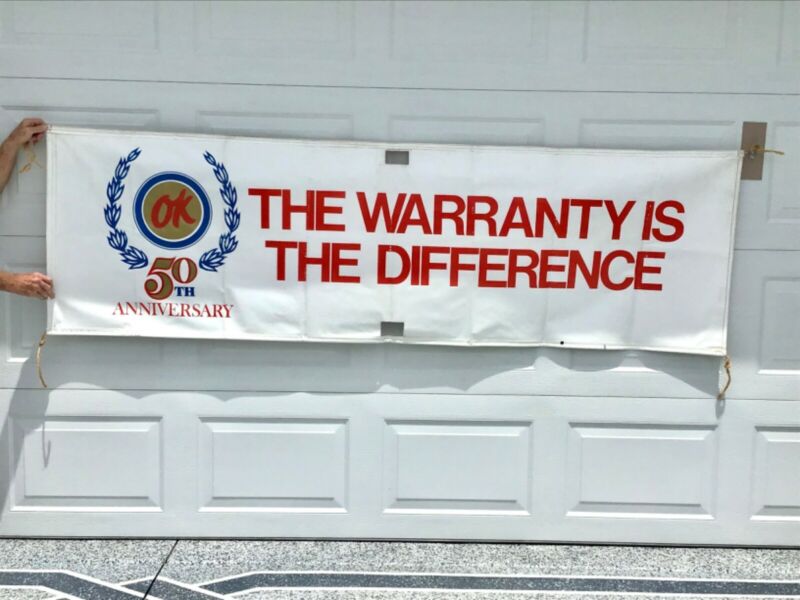 OK
50TH
ANNIVERSARY
THE WARRANTY IS
THE DIFFERENCE